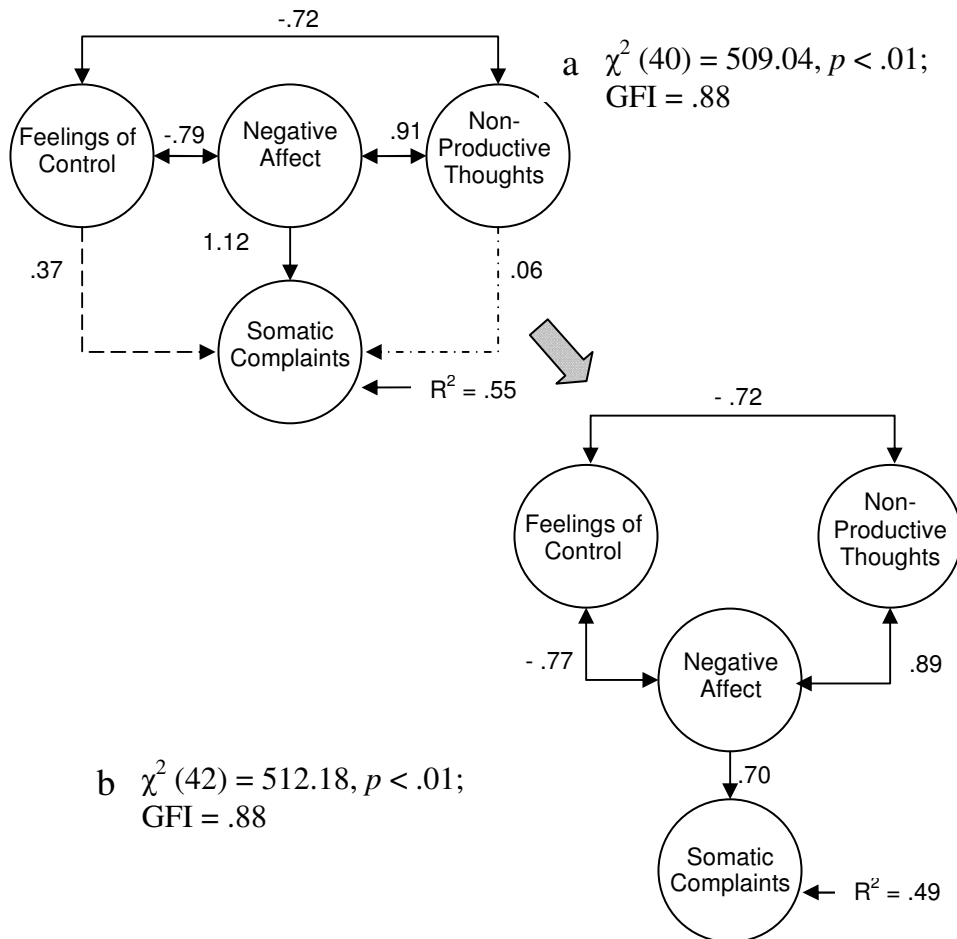 -.72
a χ² (40) = 509.04, p < .01;
GFI = .88
Feelings of
Control
-.79
Negative
Affect
.91
Non-
Productive
Thoughts
.37
1.12
.06
Somatic
Complaints
R² = .55
- .72
Feelings of
Control
Non-
Productive
Thoughts
- .77
Negative
Affect
.89
b χ² (42) = 512.18, p < .01;
GFI = .88
.70
Somatic
Complaints
R² = .49